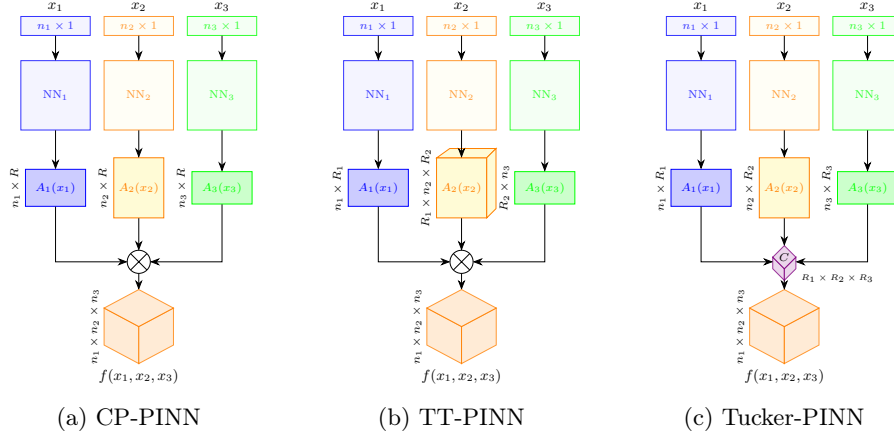 x₁ x₂ x₃
n₁ × 1 n₂ × 1 n₃ × 1
NN₁ NN₂ NN₃
n₁ × R A₁(x₁) n₂ × R A₂(x₂) n₃ × R A₃(x₃)
n₁ × n₂ × n₃
f(x₁, x₂, x₃)
(a) CP-PINN
x₁ x₂ x₃
n₁ × 1 n₂ × 1 n₃ × 1
NN₁ NN₂ NN₃
n₁ × R₁ A₁(x₁) R₁ × n₂ × R₂ A₂(x₂) R₂ × n₃ A₃(x₃)
n₁ × n₂ × n₃
f(x₁, x₂, x₃)
(b) TT-PINN
x₁ x₂ x₃
n₁ × 1 n₂ × 1 n₃ × 1
NN₁ NN₂ NN₃
n₁ × R₁ A₁(x₁) n₂ × R₂ A₂(x₂) n₃ × R₃ A₃(x₃)
C
R₁ × R₂ × R₃
n₁ × n₂ × n₃
f(x₁, x₂, x₃)
(c) Tucker-PINN